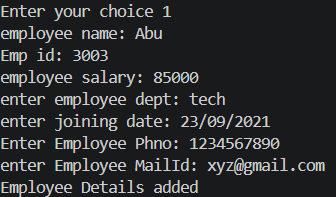 Enter your choice 1
employee name: Abu
Emp id: 3003
employee salary: 85000
enter employee dept: tech
enter joining date: 23/09/2021
enter Employee Phno: 1234567890
enter Employee MailId: xyz@gmail.com
Employee Details added